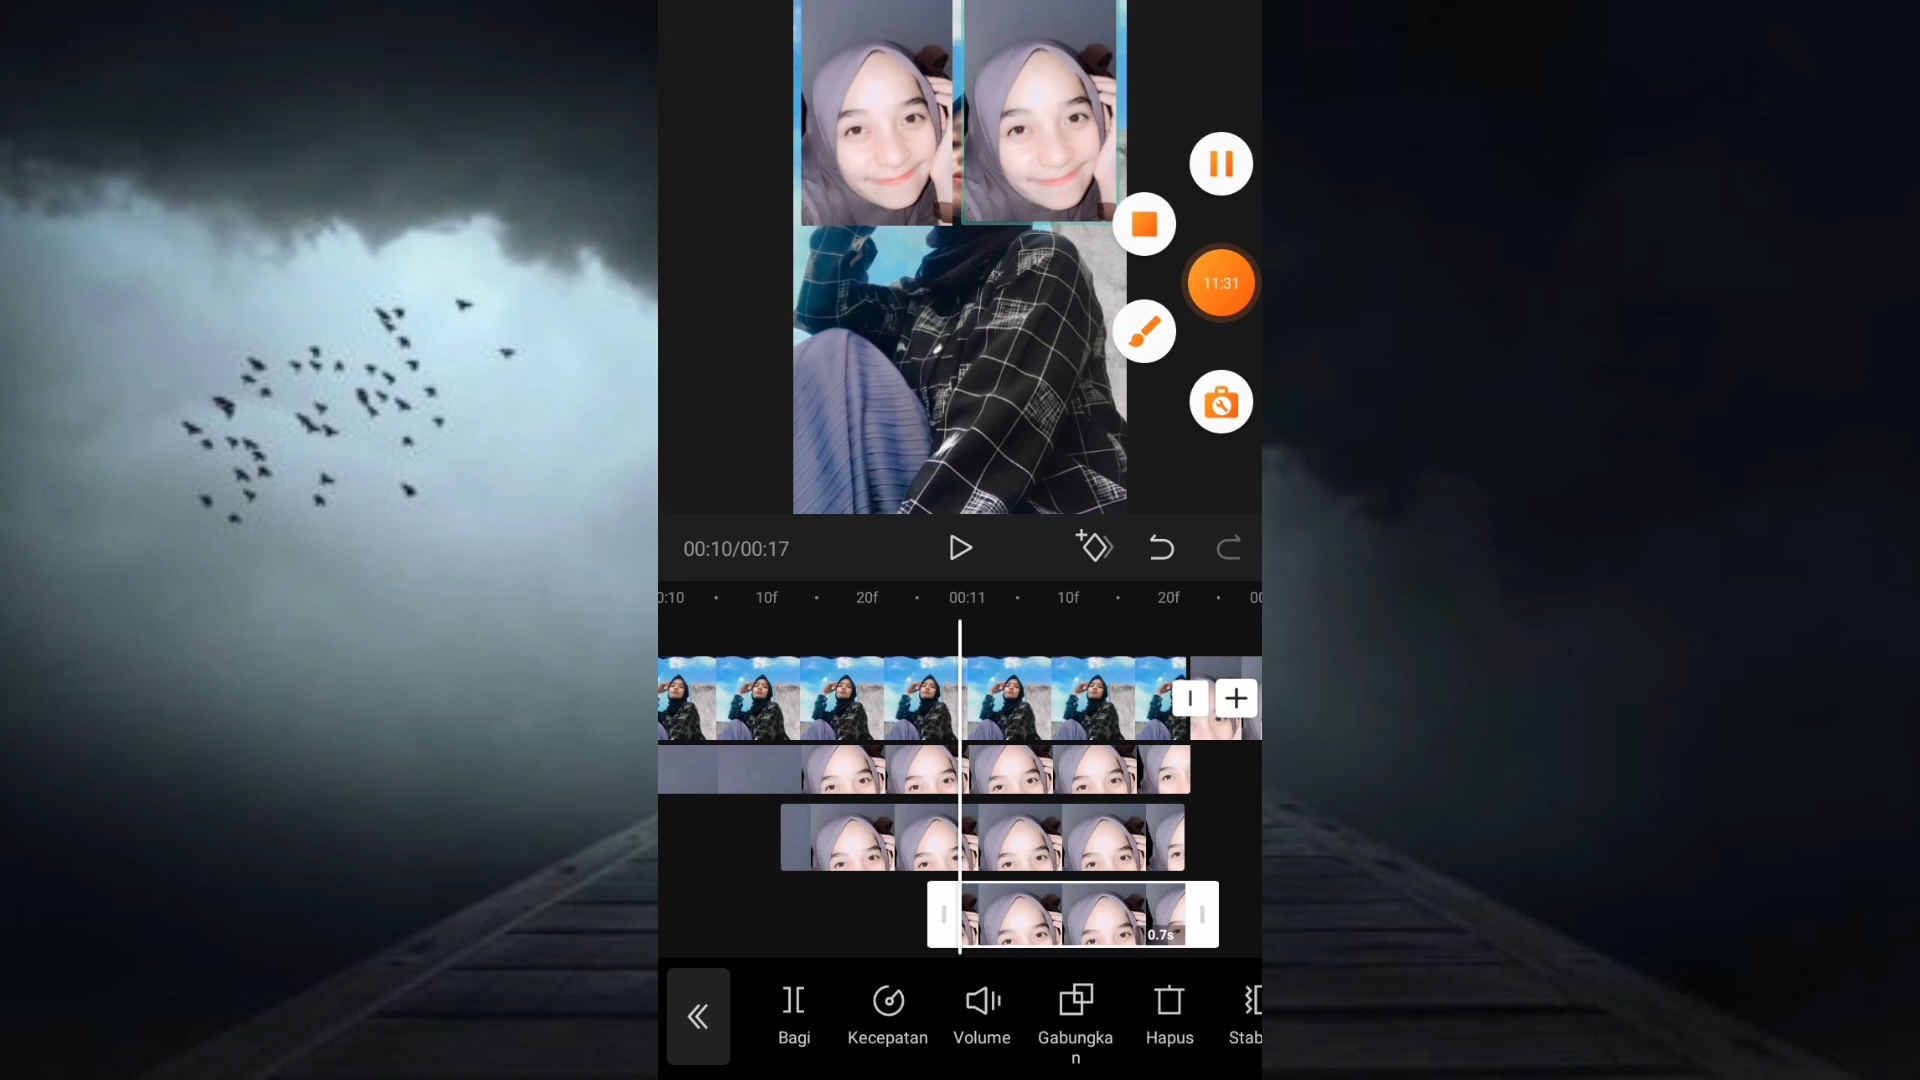 11:31
00:10/00:17
0:10 10f 20f 00:11 10f 20f 00
0.7s
Bagi Kecepatan Volume Gabungka
n Hapus Stab